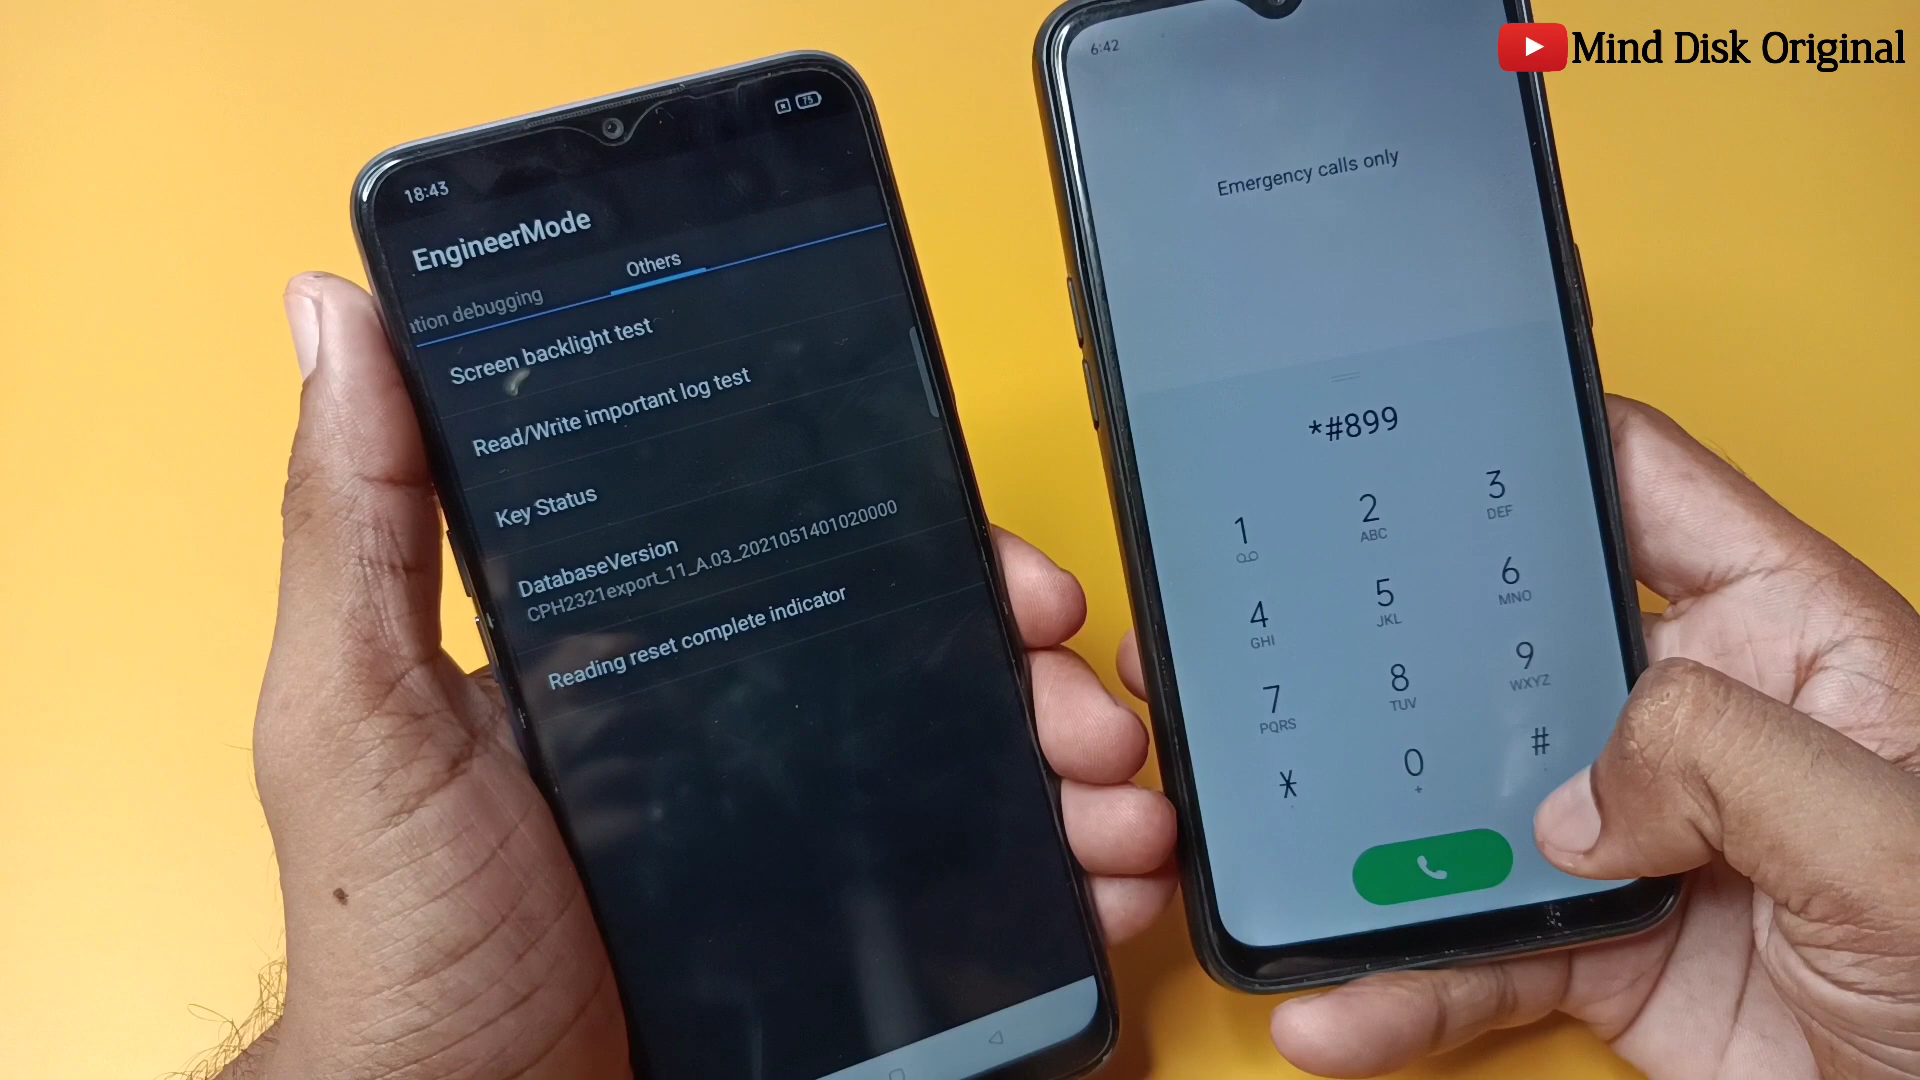 Mind Disk Original
18:43
75
EngineerMode
ation debugging
Others
Screen backlight test
Read/Write important log test
Key Status
DatabaseVersion
CPH2321export_11_A.03_2021051401020000
Reading reset complete indicator
6:42
Emergency calls only
*#899
1 2 3
ABC DEF
4 5 6
GHI JKL MNO
7 8 9
PQRS TUV WXYZ
* 0 #
+